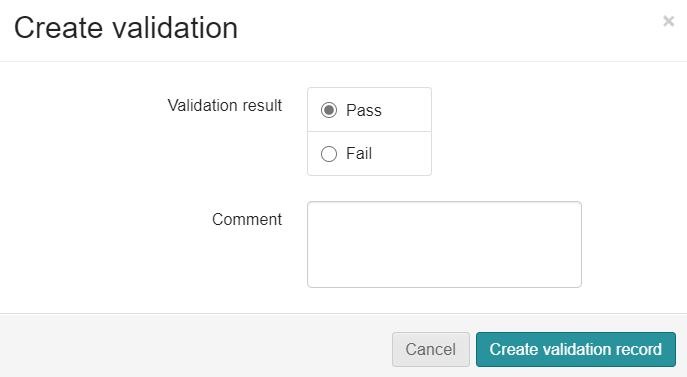 Create validation
×
Validation result
Pass
Fail
Comment
Cancel
Create validation record